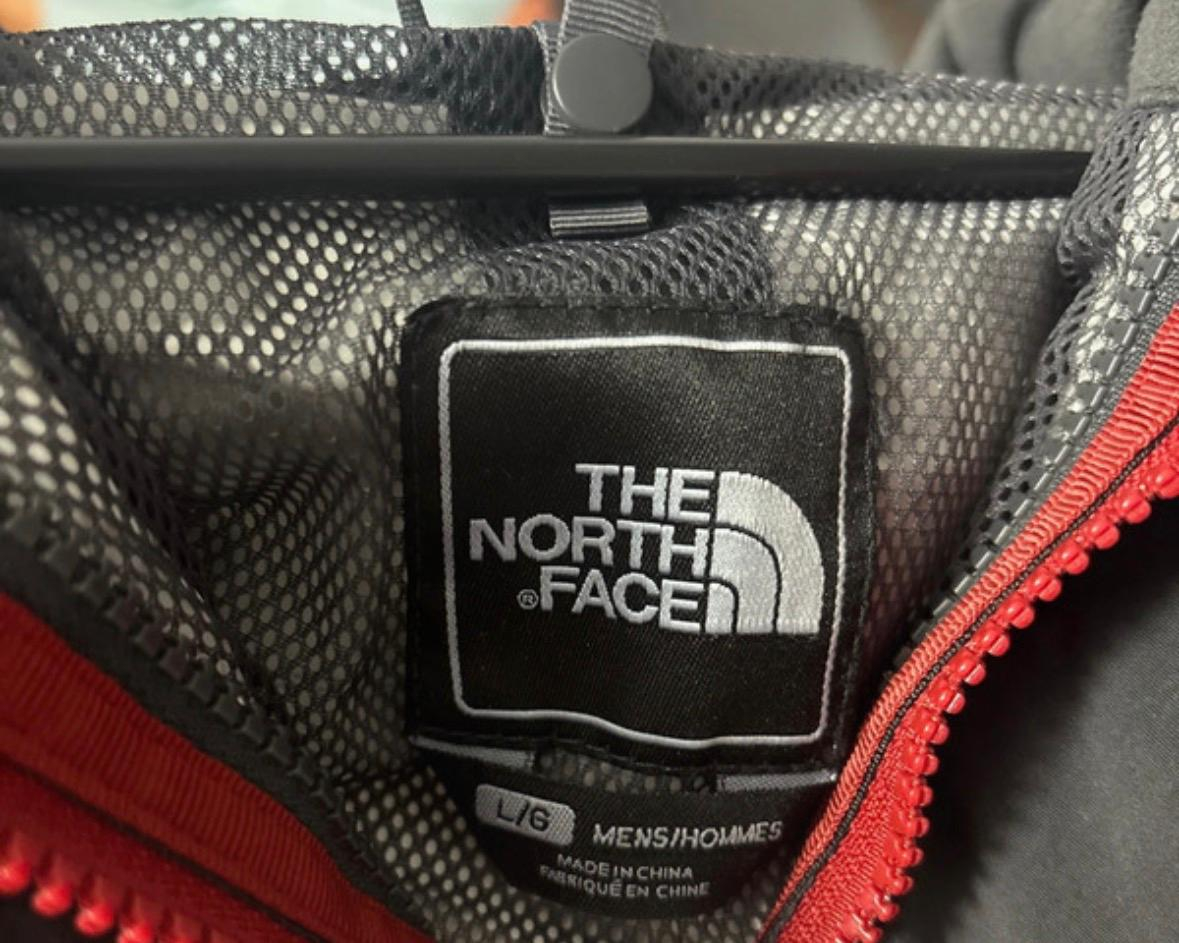 THE
NORTH
®FACE
L/G MENS/HOMMES
MADE IN CHINA
FABRIQUÉ EN CHINE